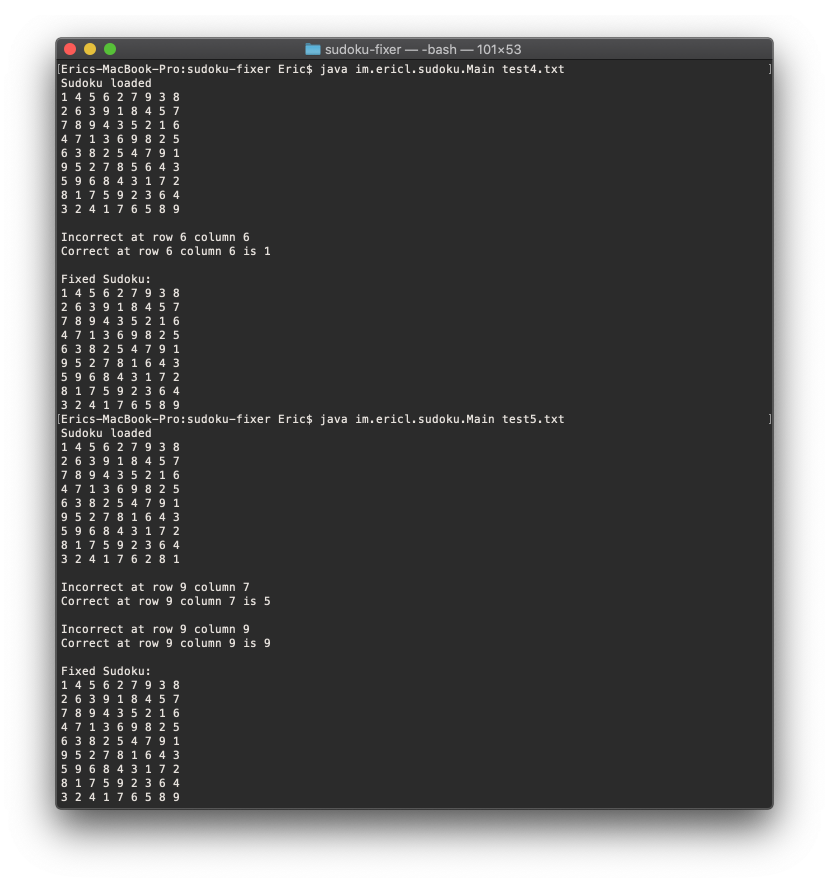 sudoku-fixer — -bash — 101×53
[Erics-MacBook-Pro:sudoku-fixer Eric$ java im.ericl.sudoku.Main test4.txt ]
Sudoku loaded
1 4 5 6 2 7 9 3 8
2 6 3 9 1 8 4 5 7
7 8 9 4 3 5 2 1 6
4 7 1 3 6 9 8 2 5
6 3 8 2 5 4 7 9 1
9 5 2 7 8 5 6 4 3
5 9 6 8 4 3 1 7 2
8 1 7 5 9 2 3 6 4
3 2 4 1 7 6 5 8 9
Incorrect at row 6 column 6
Correct at row 6 column 6 is 1
Fixed Sudoku:
1 4 5 6 2 7 9 3 8
2 6 3 9 1 8 4 5 7
7 8 9 4 3 5 2 1 6
4 7 1 3 6 9 8 2 5
6 3 8 2 5 4 7 9 1
9 5 2 7 8 1 6 4 3
5 9 6 8 4 3 1 7 2
8 1 7 5 9 2 3 6 4
3 2 4 1 7 6 5 8 9
[Erics-MacBook-Pro:sudoku-fixer Eric$ java im.ericl.sudoku.Main test5.txt ]
Sudoku loaded
1 4 5 6 2 7 9 3 8
2 6 3 9 1 8 4 5 7
7 8 9 4 3 5 2 1 6
4 7 1 3 6 9 8 2 5
6 3 8 2 5 4 7 9 1
9 5 2 7 8 1 6 4 3
5 9 6 8 4 3 1 7 2
8 1 7 5 9 2 3 6 4
3 2 4 1 7 6 2 8 1
Incorrect at row 9 column 7
Correct at row 9 column 7 is 5
Incorrect at row 9 column 9
Correct at row 9 column 9 is 9
Fixed Sudoku:
1 4 5 6 2 7 9 3 8
2 6 3 9 1 8 4 5 7
7 8 9 4 3 5 2 1 6
4 7 1 3 6 9 8 2 5
6 3 8 2 5 4 7 9 1
9 5 2 7 8 1 6 4 3
5 9 6 8 4 3 1 7 2
8 1 7 5 9 2 3 6 4
3 2 4 1 7 6 5 8 9